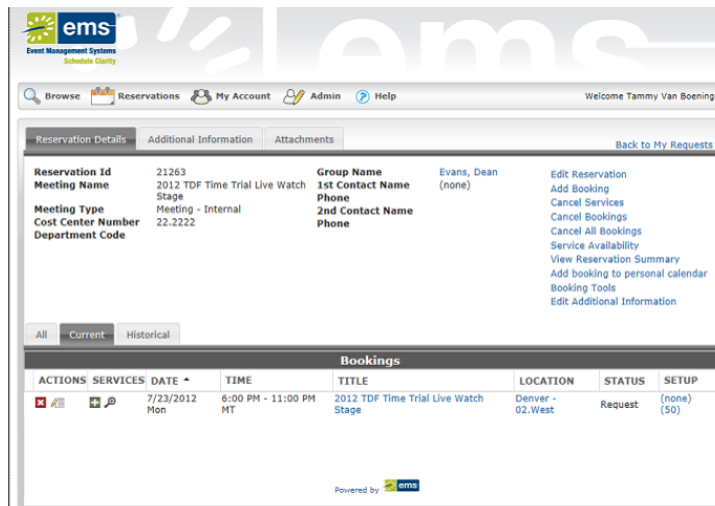 ems
Event Management Systems
Schedule Clarity
ems
Browse Reservations My Account Admin Help Welcome Tammy Van Boening
Reservation Details Additional Information Attachments
Back to My Requests
Reservation Id 21263 Group Name Evans, Dean
Meeting Name 2012 TDF Time Trial Live Watch Stage 1st Contact Name (none)
Phone
Meeting Type Meeting - Internal 2nd Contact Name
Cost Center Number 22.2222 Phone
Department Code
Edit Reservation
Add Booking
Cancel Services
Cancel Bookings
Cancel All Bookings
Service Availability
View Reservation Summary
Add booking to personal calendar
Booking Tools
Edit Additional Information
All Current Historical
Bookings
ACTIONS SERVICES DATE TIME TITLE LOCATION STATUS SETUP
7/23/2012 6:00 PM - 11:00 PM 2012 TDF Time Trial Live Watch Denver - Request (none)
Mon MT Stage 02.West (50)
Powered by ems